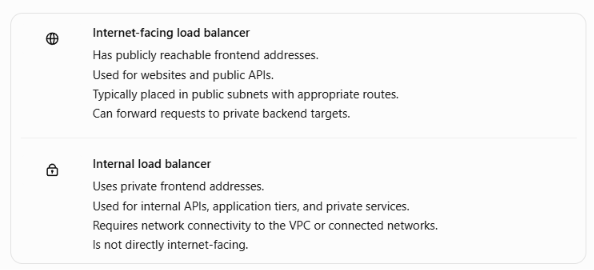 Internet-facing load balancer
Has publicly reachable frontend addresses.
Used for websites and public APIs.
Typically placed in public subnets with appropriate routes.
Can forward requests to private backend targets.
Internal load balancer
Uses private frontend addresses.
Used for internal APIs, application tiers, and private services.
Requires network connectivity to the VPC or connected networks.
Is not directly internet-facing.